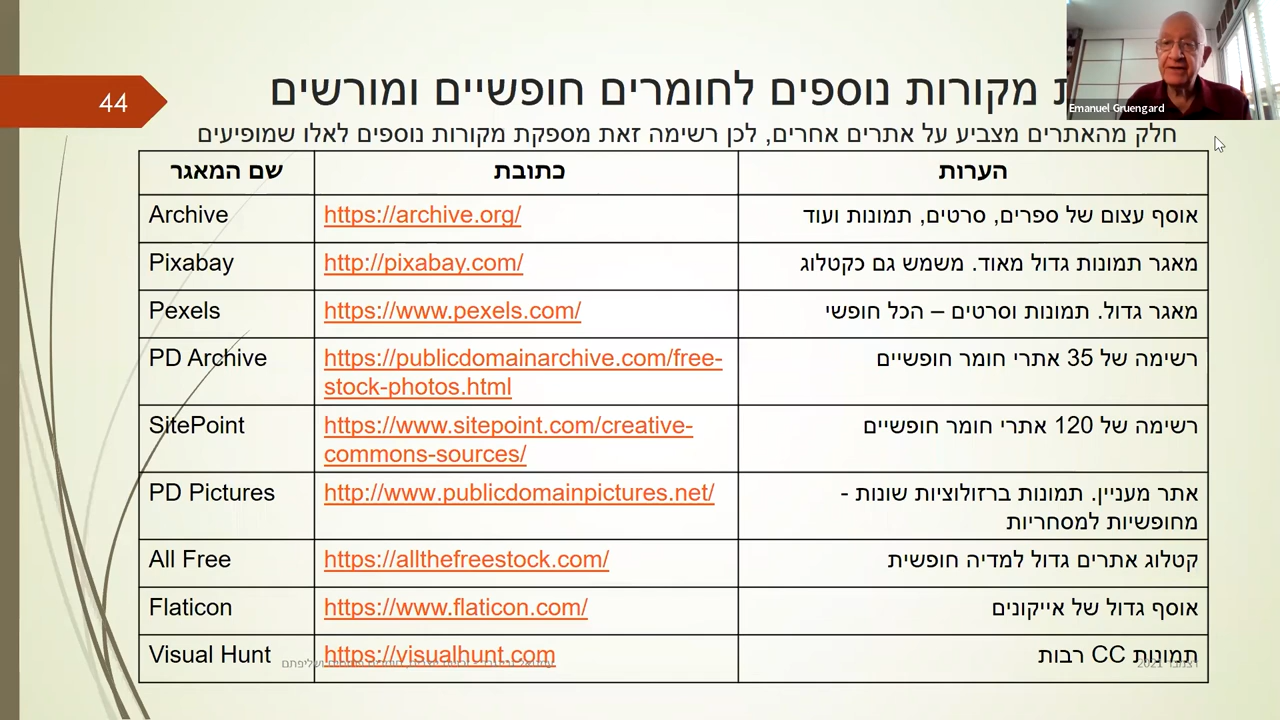 44
מקורות נוספים לחומרים חופשיים ומורשים
Emanuel Gruengard
חלק מהאתרים מצביע על אתרים אחרים, לכן רשימה זאת מספקת מקורות נוספים לאלו שמופיעים
שם המאגר כתובת הערות
Archive https://archive.org/ אוסף עצום של ספרים, סרטים, תמונות ועוד
Pixabay http://pixabay.com/ מאגר תמונות גדול מאוד. משמש גם כקטלוג
Pexels https://www.pexels.com/ מאגר גדול. תמונות וסרטים – הכל חופשי
PD Archive https://publicdomainarchive.com/free- רשימה של 35 אתרי חומר חופשיים
stock-photos.html
SitePoint https://www.sitepoint.com/creative- רשימה של 120 אתרי חומר חופשיים
commons-sources/
PD Pictures http://www.publicdomainpictures.net/ אתר מעניין. תמונות ברזולוציות שונות -
מחופשיות למסחריות
All Free https://allthefreestock.com/ קטלוג אתרים גדול למדיה חופשית
Flaticon https://www.flaticon.com/ אוסף גדול של אייקונים
Visual Hunt https://visualhunt.com תמונות CC רבות
דצמבר 2021